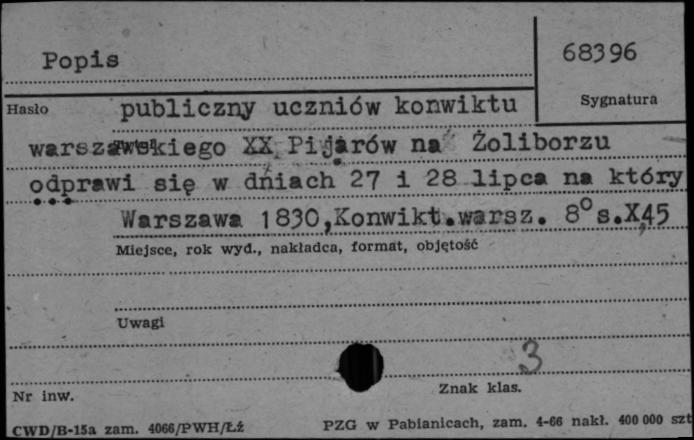 Popis
68396
Hasło
publiczny uczniów konwiktu
Sygnatura
warszawskiego XX Pijarów na Żoliborzu
odprawi się w dniach 27 i 28 lipca na który
...
Warszawa 1830,Konwikt.warsz. 8° s.X,45
Miejsce, rok wyd., nakładca, format, objętość
Uwagi
3
Nr inw.
Znak klas.
CWD/B-15a zam. 4066/PWH/Łź
PZG w Pabianicach, zam. 4-66 nakł. 400 000 szt